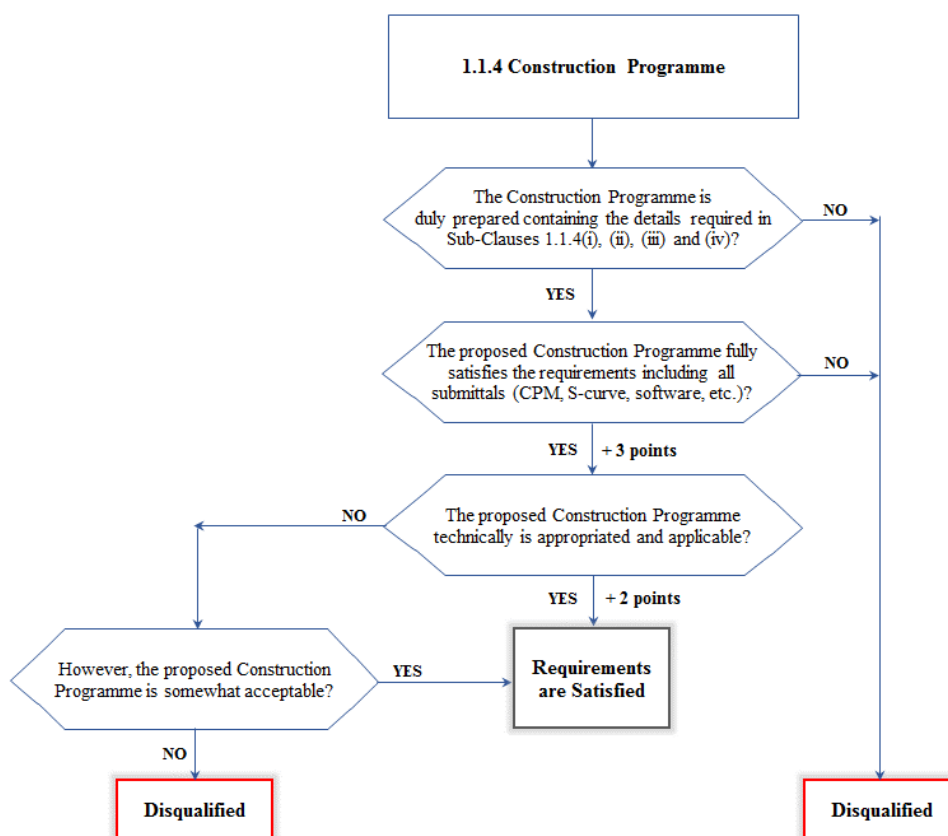 1.1.4 Construction Programme
The Construction Programme is
duly prepared containing the details required in
Sub-Clauses 1.1.4(i), (ii), (iii) and (iv)?
NO
YES
The proposed Construction Programme fully
satisfies the requirements including all
submittals (CPM, S-curve, software, etc.)?
NO
YES + 3 points
NO
The proposed Construction Programme
technically is appropriated and applicable?
YES + 2 points
However, the proposed Construction
Programme is somewhat acceptable?
YES
Requirements
are Satisfied
NO
Disqualified
Disqualified